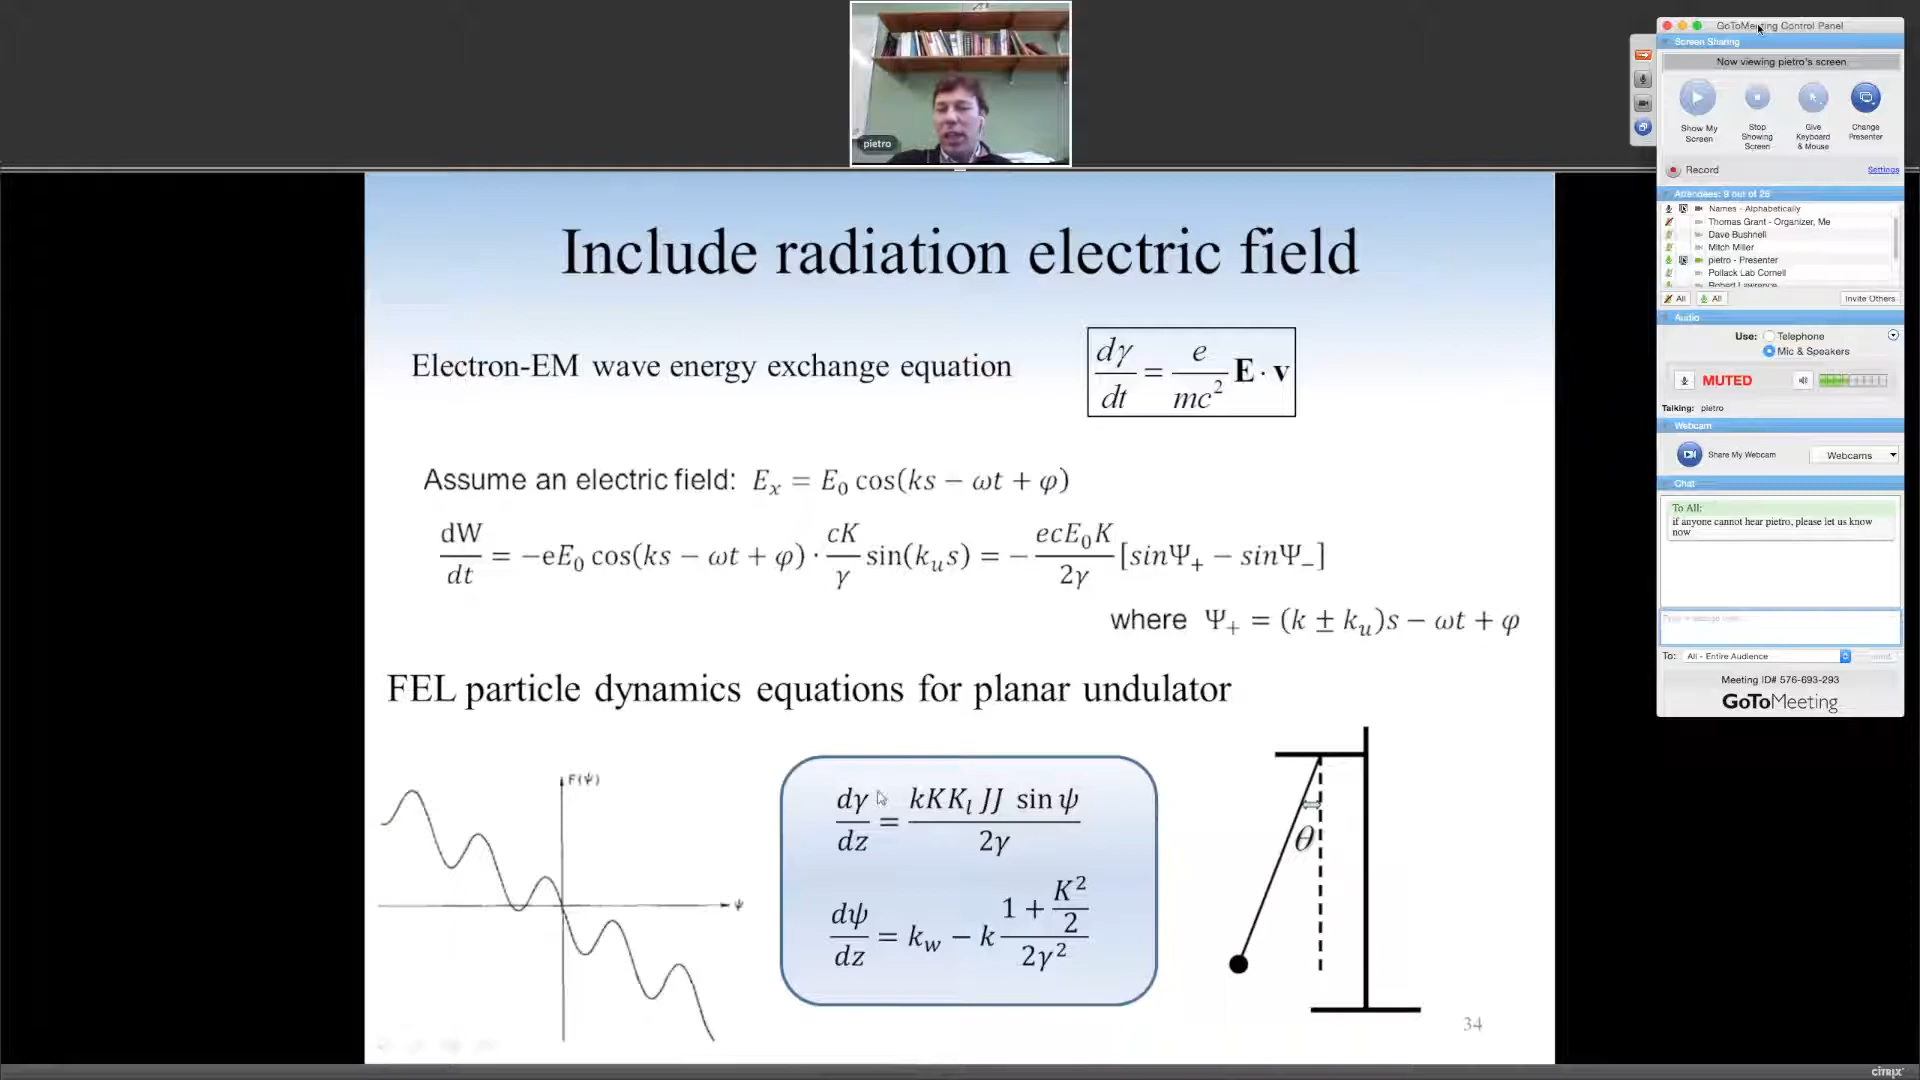 pietro
Include radiation electric field
Electron-EM wave energy exchange equation
dγ/dt = e/mc² E · v
Assume an electric field: Eₓ = E₀ cos(ks − ωt + φ)
dW/dt = −eE₀ cos(ks − ωt + φ) · cK/γ sin(kᵤs) = − ecE₀K/2γ [sinΨ₊ − sinΨ₋]
where Ψ₊ = (k ± kᵤ)s − ωt + φ
FEL particle dynamics equations for planar undulator
F(ψ)
ψ
dγ/dz = kKKₗ JJ sin ψ / 2γ
dψ/dz = k_w − k (1 + K²/2) / 2γ²
θ
34
GoToMeeting Control Panel
Screen Sharing
Now viewing pietro's screen
Show My Screen
Stop Showing Screen
Give Keyboard & Mouse
Change Presenter
Record
Settings
Attendees: 9 out of 26
Names - Alphabetically
Thomas Grant - Organizer, Me
Dave Bushnell
Mitch Miller
pietro - Presenter
Pollack Lab Cornell
Robert Lawrence
All
All
Invite Others
Audio
Use: Telephone
Mic & Speakers
MUTED
Talking: pietro
Webcam
Share My Webcam
Webcams
Chat
To All:
if anyone cannot hear pietro, please let us know
now
To: All - Entire Audience
Meeting ID# 576-693-293
GoToMeeting
CITRIX